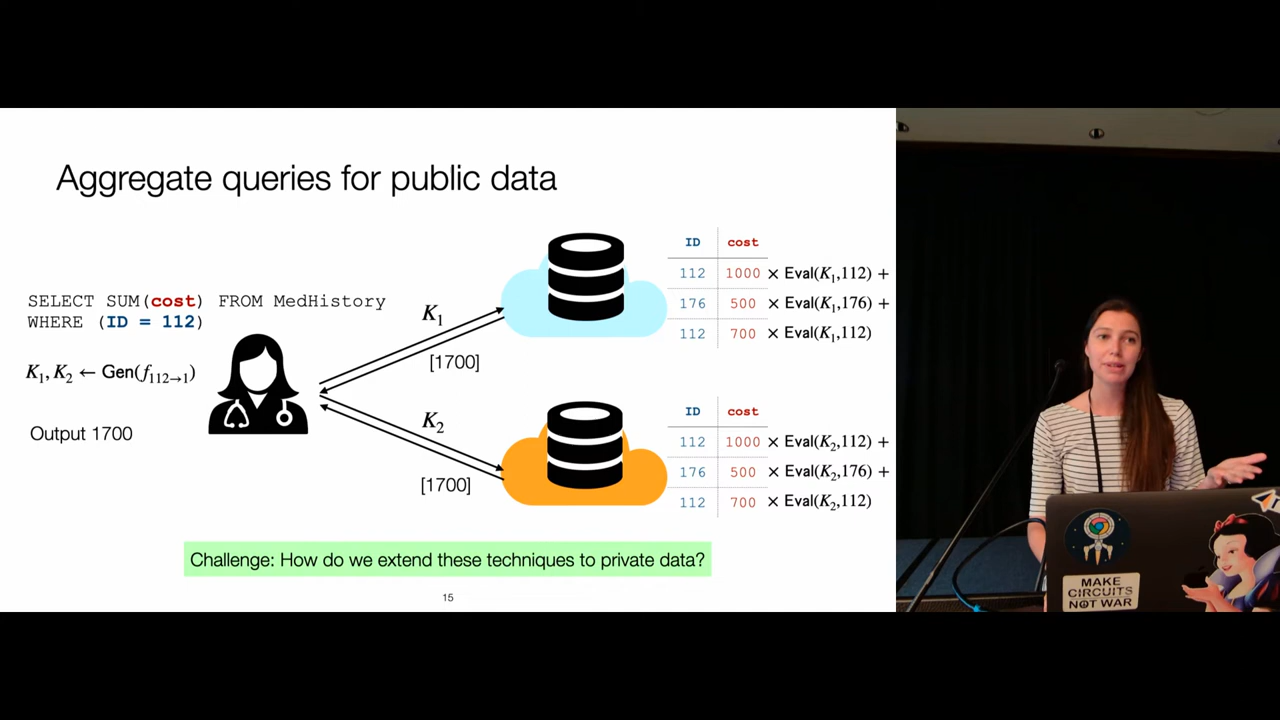 Aggregate queries for public data
SELECT SUM(cost) FROM MedHistory
WHERE (ID = 112)
K₁, K₂ ← Gen(f₁₁₂→₁)
Output 1700
K₁
[1700]
K₂
[1700]
ID cost
112 1000 × Eval(K₁,112) +
176 500 × Eval(K₁,176) +
112 700 × Eval(K₁,112)
ID cost
112 1000 × Eval(K₂,112) +
176 500 × Eval(K₂,176) +
112 700 × Eval(K₂,112)
Challenge: How do we extend these techniques to private data?
15
MAKE
CIRCUITS
NOT WAR